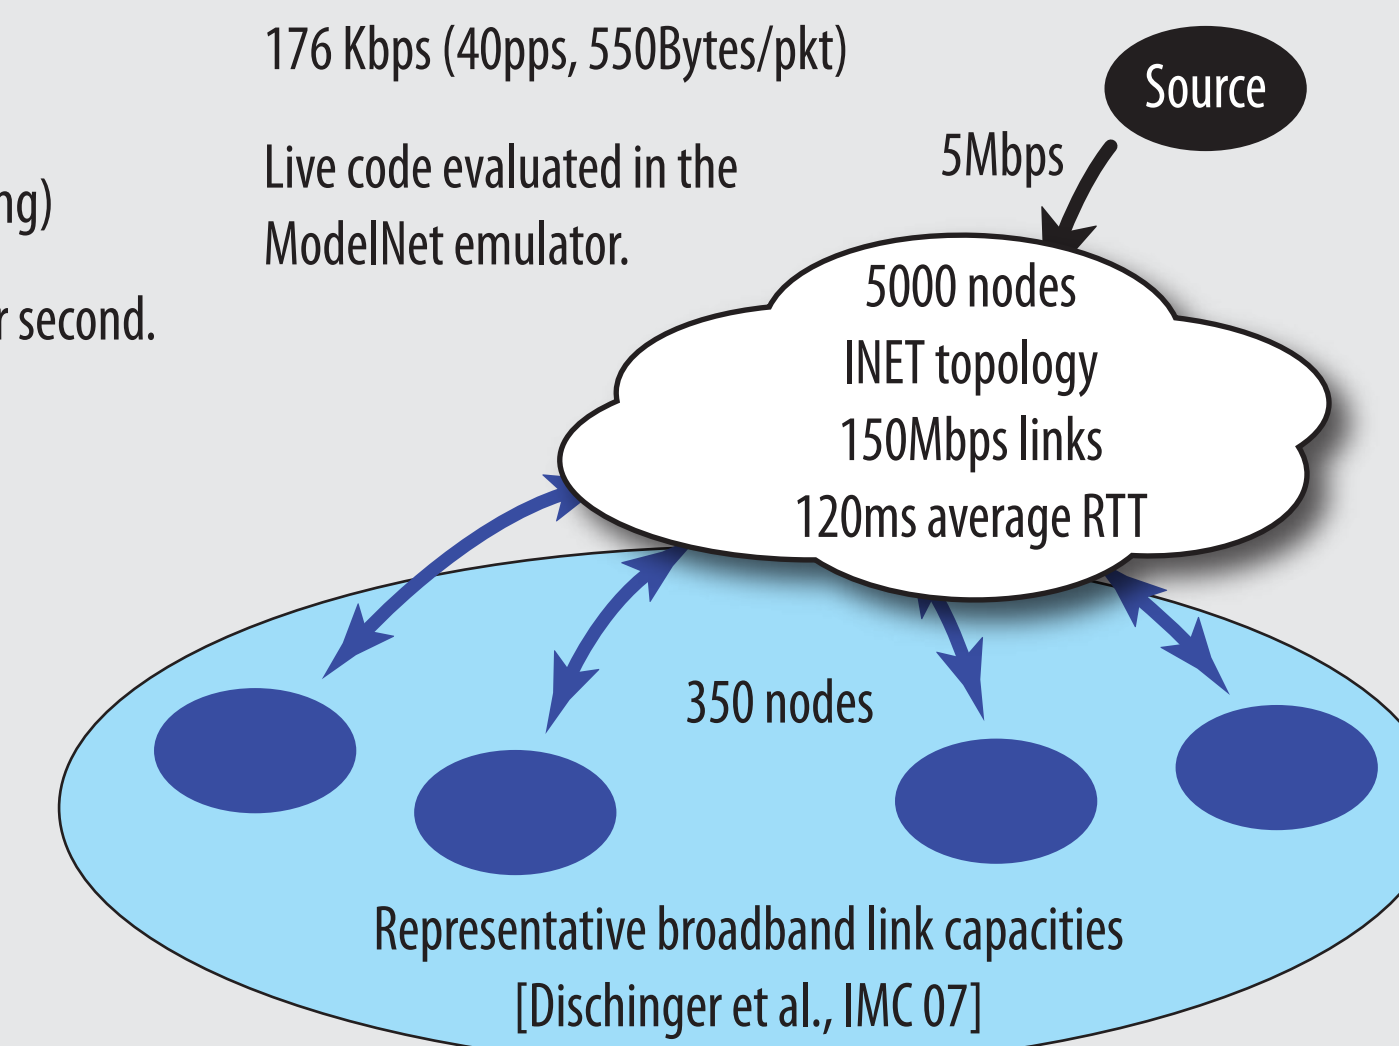 176 Kbps (40pps, 550Bytes/pkt)
Live code evaluated in the
ModelNet emulator.
second.
Source
5Mbps
5000 nodes
INET topology
150Mbps links
120ms average RTT
350 nodes
Representative broadband link capacities
[Dischinger et al., IMC 07]